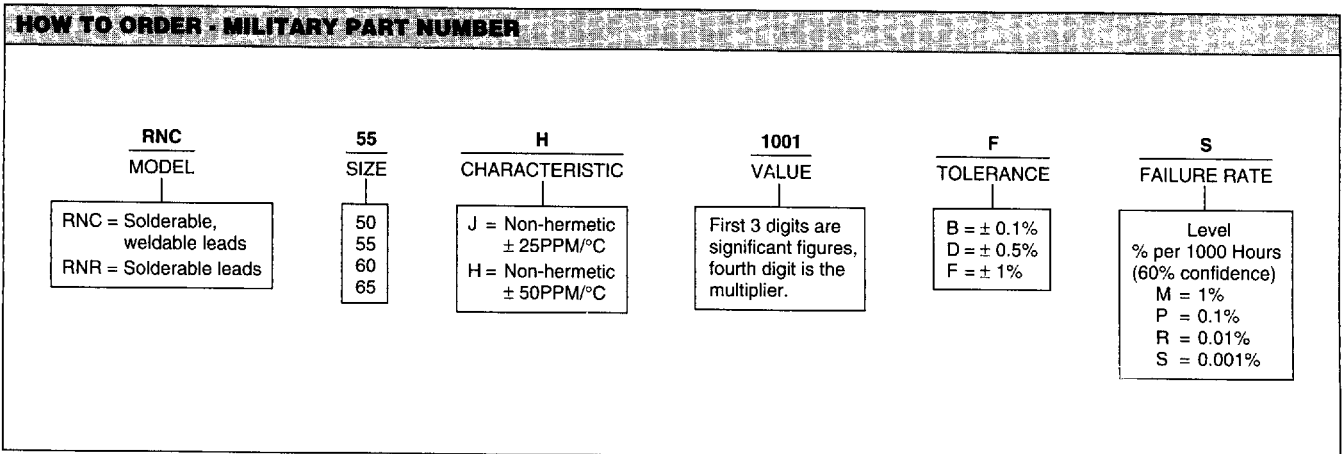 HOW TO ORDER - MILITARY PART NUMBER
RNC
MODEL
RNC = Solderable,
weldable leads
RNR = Solderable leads
55
SIZE
50
55
60
65
H
CHARACTERISTIC
J = Non-hermetic
± 25PPM/°C
H = Non-hermetic
± 50PPM/°C
1001
VALUE
First 3 digits are
significant figures,
fourth digit is the
multiplier.
F
TOLERANCE
B = ± 0.1%
D = ± 0.5%
F = ± 1%
S
FAILURE RATE
Level
% per 1000 Hours
(60% confidence)
M = 1%
P = 0.1%
R = 0.01%
S = 0.001%